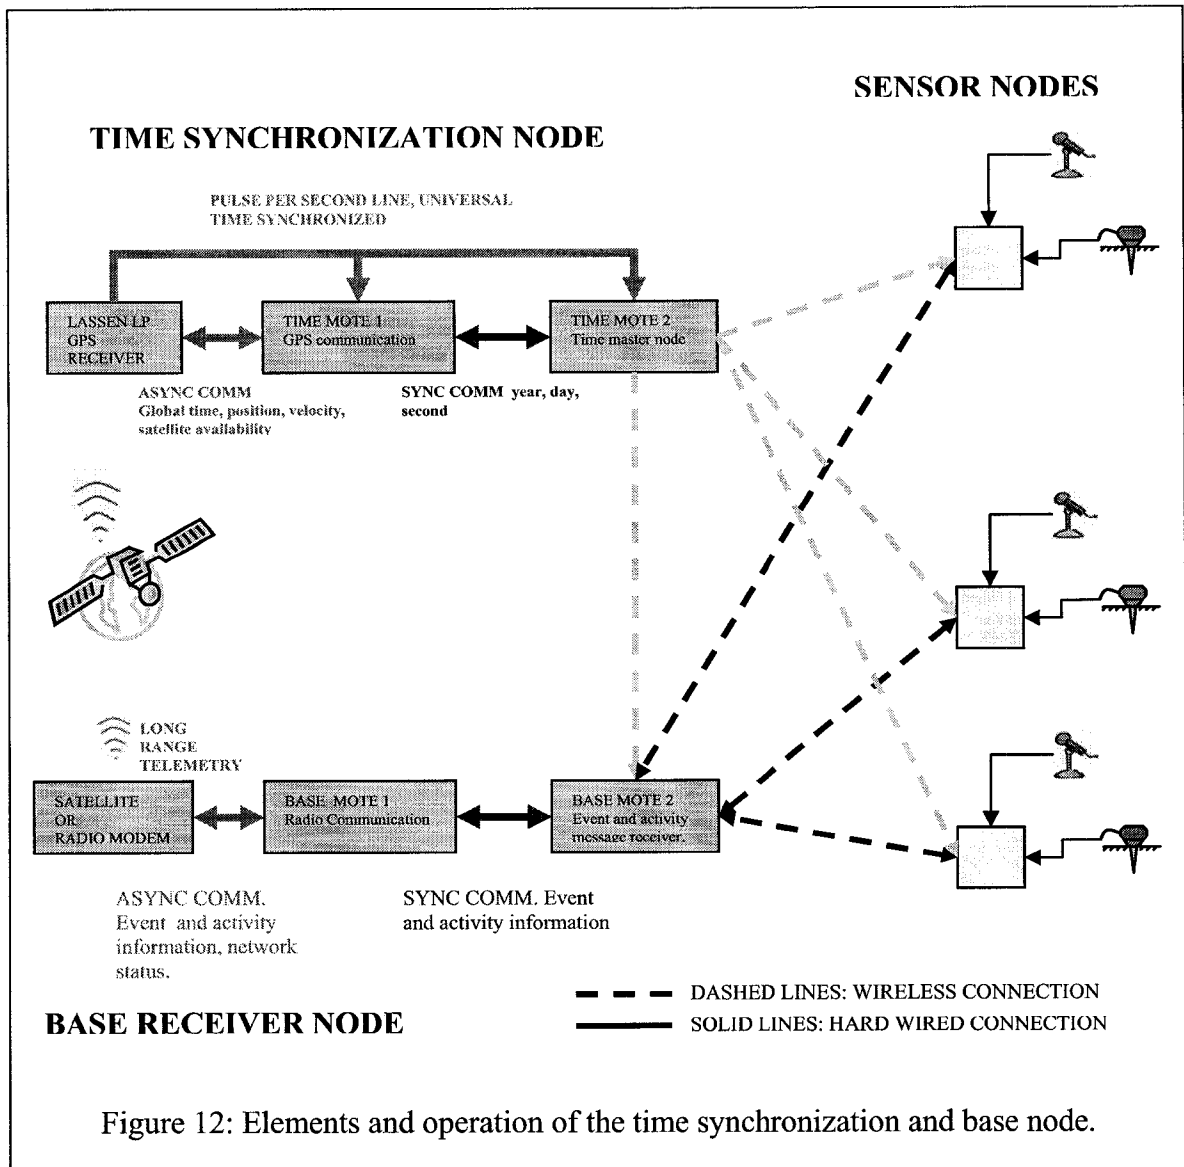 SENSOR NODES
TIME SYNCHRONIZATION NODE
PULSE PER SECOND LINE, UNIVERSAL
TIME SYNCHRONIZED
LASSEN LP
GPS
RECEIVER
TIME MOTE 1
GPS communication
TIME MOTE 2
Time master node
ASYNC COMM
Global time, position, velocity,
satellite availability
SYNC COMM year, day,
second
LONG
RANGE
TELEMETRY
SATELLITE
OR
RADIO MODEM
BASE MOTE 1
Radio Communication
BASE MOTE 2
Event and activity
message receiver.
ASYNC COMM.
Event and activity
information, network
status.
SYNC COMM. Event
and activity information
DASHED LINES: WIRELESS CONNECTION
SOLID LINES: HARD WIRED CONNECTION
BASE RECEIVER NODE
Figure 12: Elements and operation of the time synchronization and base node.